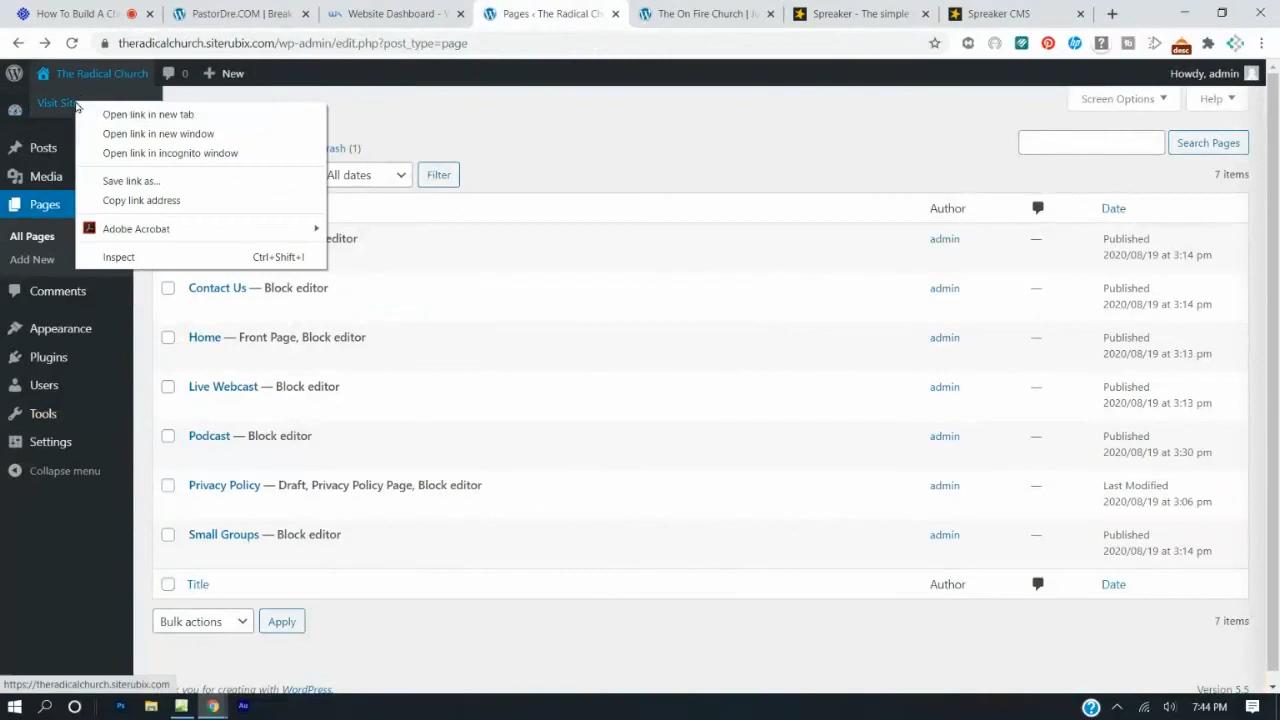 How To Build A C
PastorDre.COM | Break
Website Dashboard - V
Pages ‹ The Radical Ch
The On Fire Church | Ju
Spreaker - The simple
Spreaker CMS
theradicalchurch.siterubix.com/wp-admin/edit.php?post_type=page
desc
The Radical Church
0
New
Howdy, admin
Visit Sit
Screen Options
Help
Open link in new tab
Open link in new window
Open link in incognito window
Save link as...
Copy link address
Adobe Acrobat
Inspect Ctrl+Shift+I
Posts
Media
Pages
All Pages
Add New
Comments
Appearance
Plugins
Users
Tools
Settings
Collapse menu
rash (1)
Search Pages
All dates
Filter
7 items
Author
Date
editor
admin
—
Published
2020/08/19 at 3:14 pm
Contact Us — Block editor
admin
—
Published
2020/08/19 at 3:14 pm
Home — Front Page, Block editor
admin
—
Published
2020/08/19 at 3:13 pm
Live Webcast — Block editor
admin
—
Published
2020/08/19 at 3:13 pm
Podcast — Block editor
admin
—
Published
2020/08/19 at 3:30 pm
Privacy Policy — Draft, Privacy Policy Page, Block editor
admin
—
Last Modified
2020/08/19 at 3:06 pm
Small Groups — Block editor
admin
—
Published
2020/08/19 at 3:14 pm
Title
Author
Date
Bulk actions
Apply
7 items
https://theradicalchurch.siterubix.com
k you for creating with WordPress.
Version 5.5
Ps
Au
7:44 PM